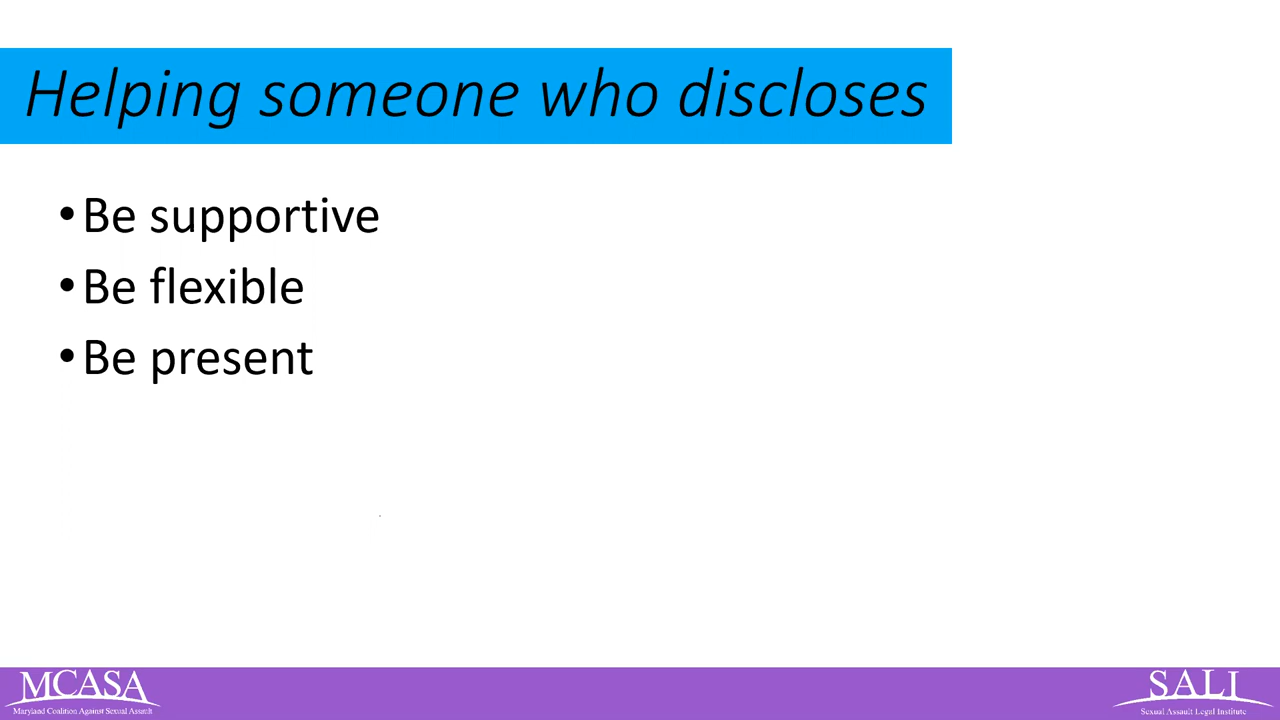 Helping someone who discloses
•Be supportive
•Be flexible
•Be present
MCASA
Maryland Coalition Against Sexual Assault
SALI
Sexual Assault Legal Institute